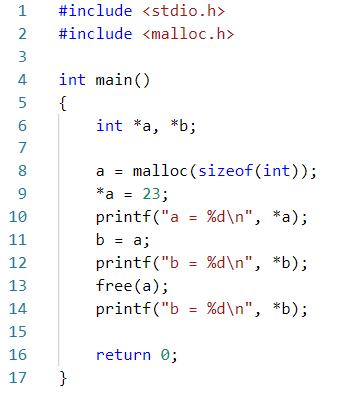 1 #include <stdio.h>
2 #include <malloc.h>
3
4 int main()
5 {
6     int *a, *b;
7
8     a = malloc(sizeof(int));
9     *a = 23;
10     printf("a = %d\n", *a);
11     b = a;
12     printf("b = %d\n", *b);
13     free(a);
14     printf("b = %d\n", *b);
15
16     return 0;
17 }